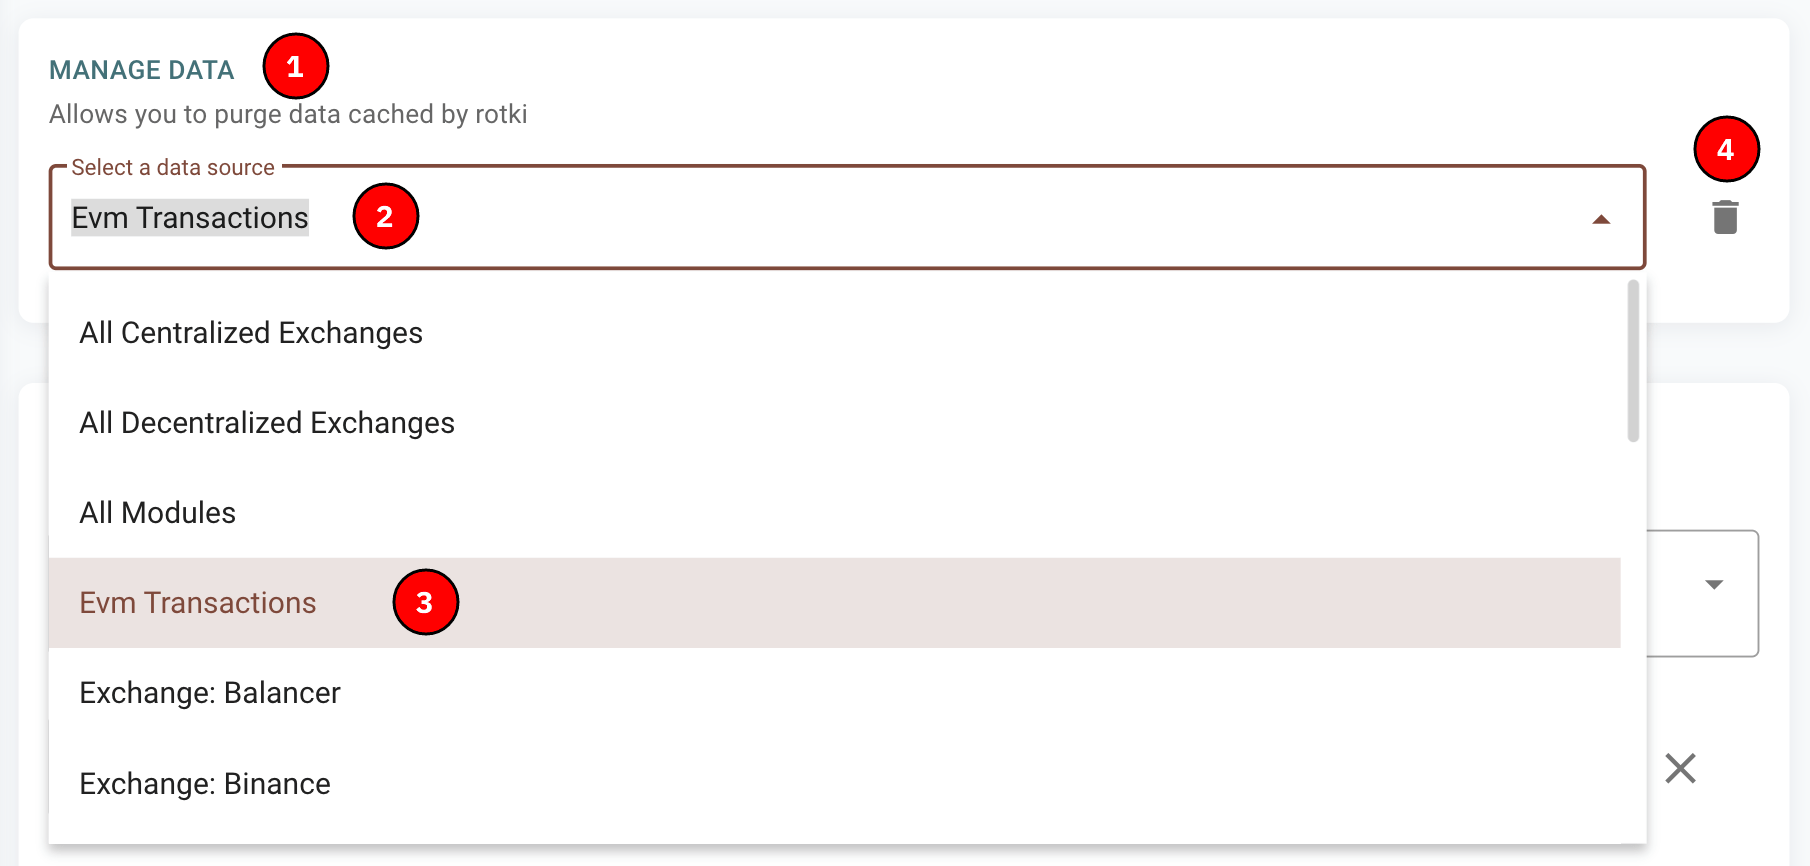 MANAGE DATA 1
Allows you to purge data cached by rotki
4
Select a data source
Evm Transactions 2
All Centralized Exchanges
All Decentralized Exchanges
All Modules
Evm Transactions 3
Exchange: Balancer
Exchange: Binance